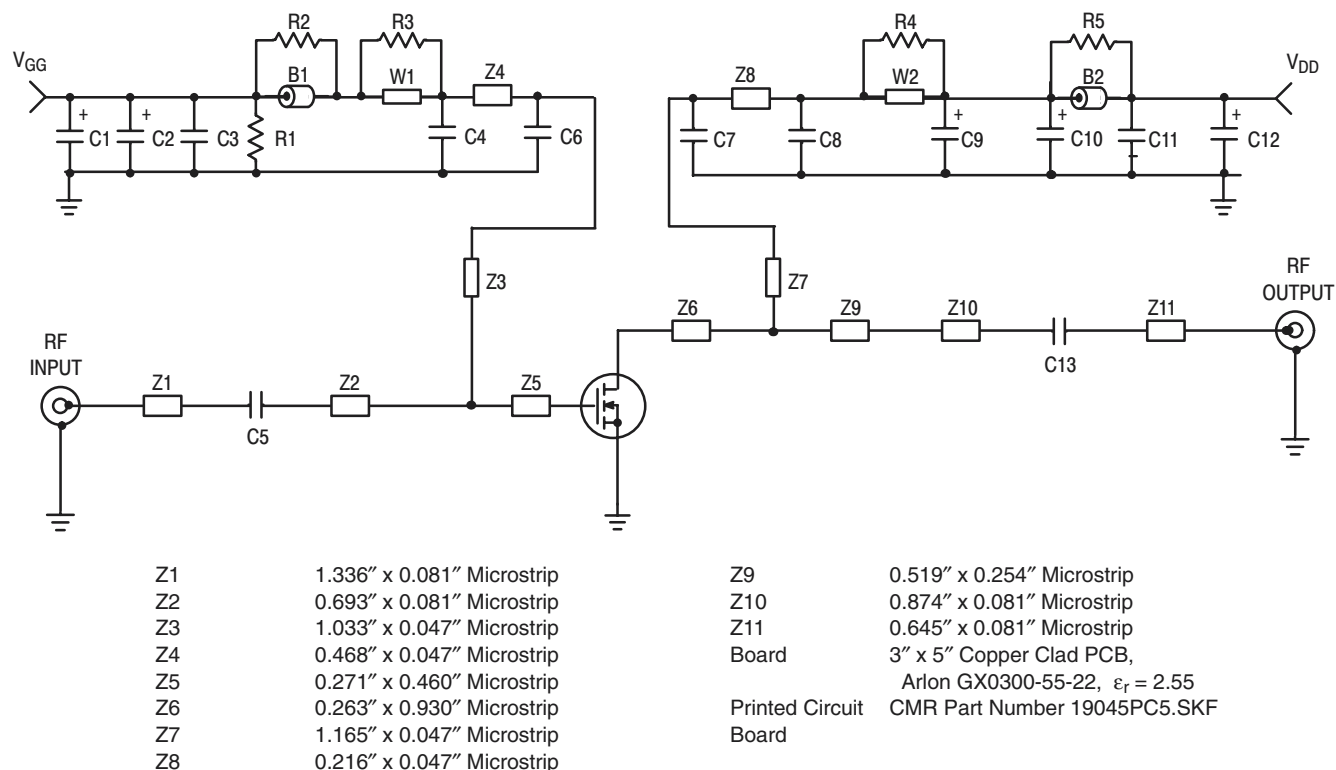 R2
R3
R4
R5
VGG
B1
W1
Z4
Z8
W2
B2
VDD
+
+
+
+
+
C1
C2
C3
R1
C4
C6
C7
C8
C9
C10
C11
C12
Z3
Z7
RF
OUTPUT
Z6
Z9
Z10
Z11
C13
RF
INPUT
Z1
Z2
Z5
C5
Z1 1.336″ x 0.081″ Microstrip
Z2 0.693″ x 0.081″ Microstrip
Z3 1.033″ x 0.047″ Microstrip
Z4 0.468″ x 0.047″ Microstrip
Z5 0.271″ x 0.460″ Microstrip
Z6 0.263″ x 0.930″ Microstrip
Z7 1.165″ x 0.047″ Microstrip
Z8 0.216″ x 0.047″ Microstrip
Z9 0.519″ x 0.254″ Microstrip
Z10 0.874″ x 0.081″ Microstrip
Z11 0.645″ x 0.081″ Microstrip
Board 3″ x 5″ Copper Clad PCB,
Arlon GX0300-55-22, εr = 2.55
Printed Circuit CMR Part Number 19045PC5.SKF
Board